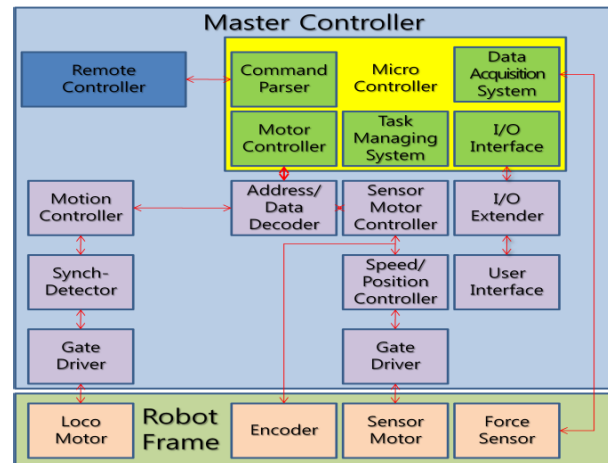 Master Controller
Remote
Controller
Command
Parser
Micro
Controller
Data
Acquisition
System
Motor
Controller
Task
Managing
System
I/O
Interface
Motion
Controller
Address/
Data
Decoder
Sensor
Motor
Controller
I/O
Extender
Synch-
Detector
Speed/
Position
Controller
User
Interface
Gate
Driver
Gate
Driver
Loco
Motor
Robot
Frame
Encoder
Sensor
Motor
Force
Sensor